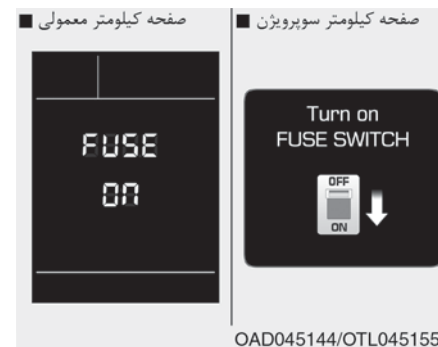 ■ صفحه کیلومتر معمولی
FUSE
on
■ صفحه کیلومتر سوپرویژن
Turn on
FUSE SWITCH
OFF
ON
OAD045144/OTL045155